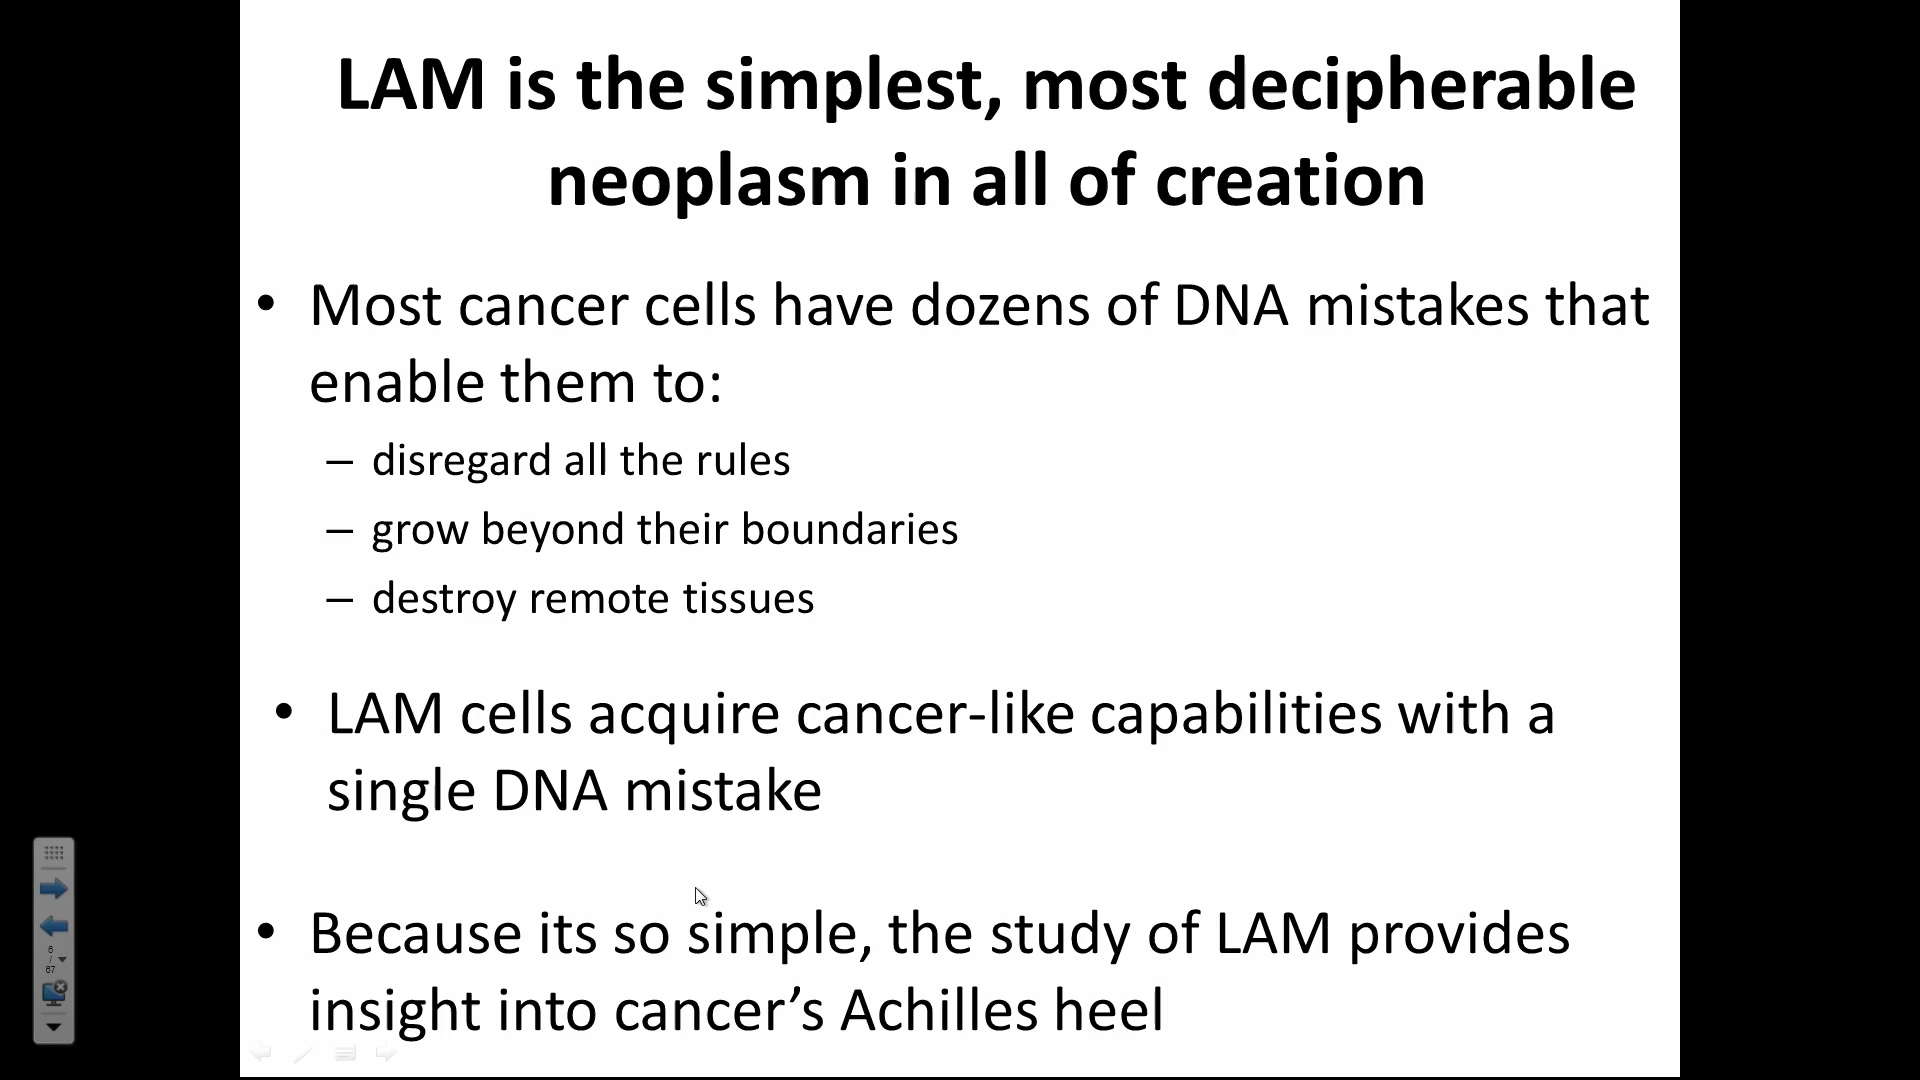 LAM is the simplest, most decipherable
neoplasm in all of creation
• Most cancer cells have dozens of DNA mistakes that
enable them to:
– disregard all the rules
– grow beyond their boundaries
– destroy remote tissues
• LAM cells acquire cancer-like capabilities with a
single DNA mistake
• Because its so simple, the study of LAM provides
insight into cancer’s Achilles heel
6
/
67